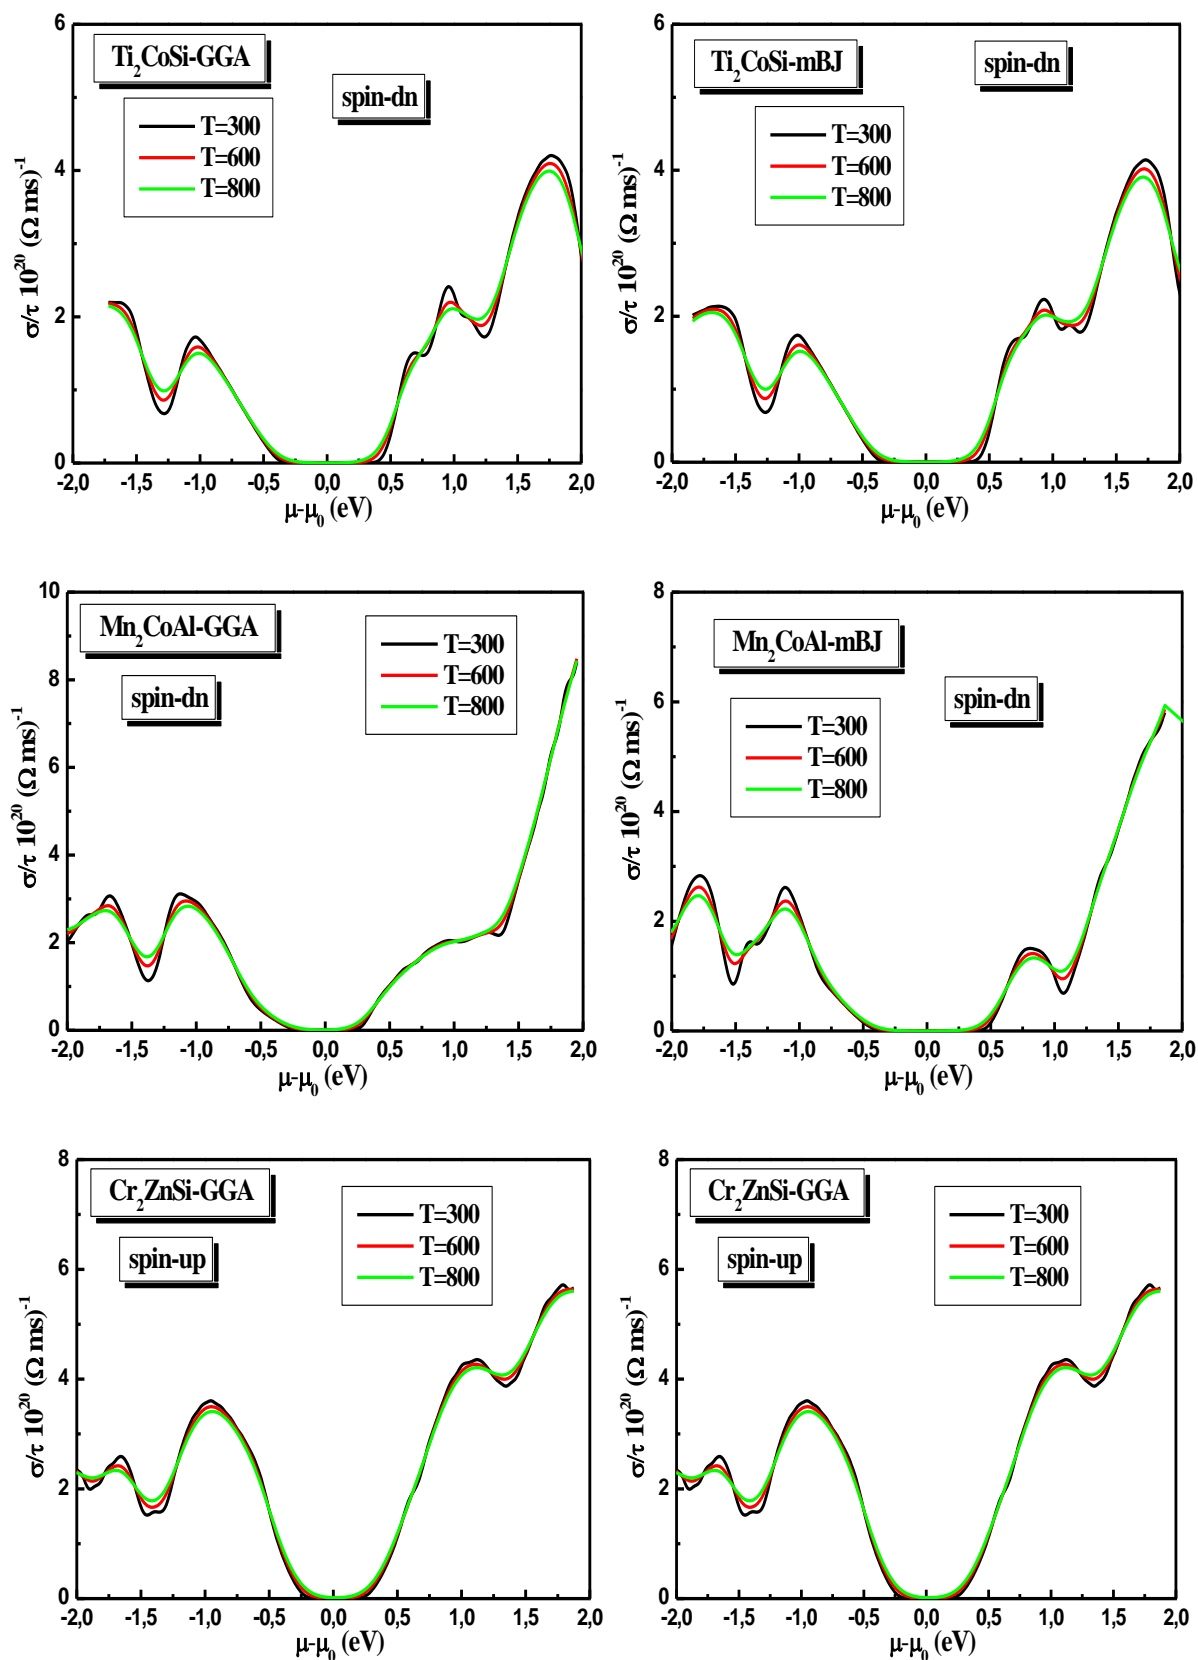 6
Ti2CoSi-GGA
spin-dn
T=300
T=600
T=800
4
2
0
σ/τ 10^20 (Ω ms)^-1
-2,0 -1,5 -1,0 -0,5 0,0 0,5 1,0 1,5 2,0
μ-μ0 (eV)
6
Ti2CoSi-mBJ
spin-dn
T=300
T=600
T=800
4
2
0
σ/τ 10^20 (Ω ms)^-1
-2,0 -1,5 -1,0 -0,5 0,0 0,5 1,0 1,5 2,0
μ-μ0 (eV)
10
Mn2CoAl-GGA
spin-dn
T=300
T=600
T=800
8
6
4
2
0
σ/τ 10^20 (Ω ms)^-1
-2,0 -1,5 -1,0 -0,5 0,0 0,5 1,0 1,5 2,0
μ-μ0 (eV)
8
Mn2CoAl-mBJ
spin-dn
T=300
T=600
T=800
6
4
2
0
σ/τ 10^20 (Ω ms)^-1
-2,0 -1,5 -1,0 -0,5 0,0 0,5 1,0 1,5 2,0
μ-μ0 (eV)
8
Cr2ZnSi-GGA
spin-up
T=300
T=600
T=800
6
4
2
0
σ/τ 10^20 (Ω ms)^-1
-2,0 -1,5 -1,0 -0,5 0,0 0,5 1,0 1,5 2,0
μ-μ0 (eV)
8
Cr2ZnSi-GGA
spin-up
T=300
T=600
T=800
6
4
2
0
σ/τ 10^20 (Ω ms)^-1
-2,0 -1,5 -1,0 -0,5 0,0 0,5 1,0 1,5 2,0
μ-μ0 (eV)